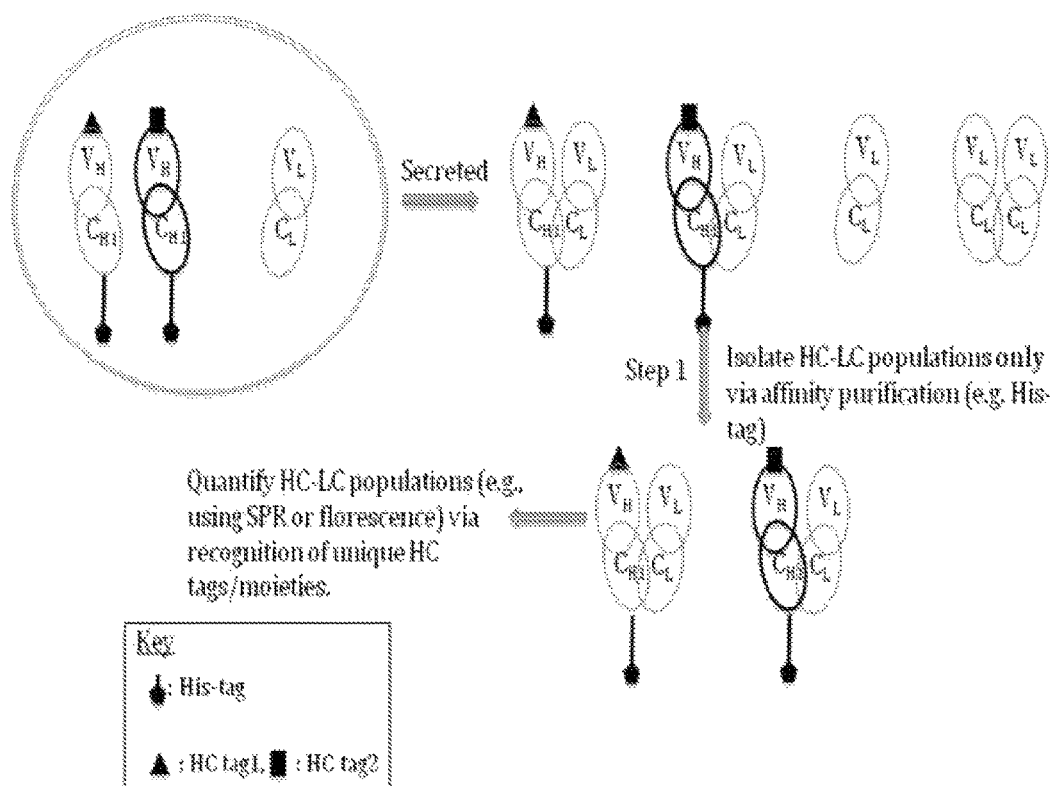 V_H V_H V_L
C_H1 C_H1 C_L
Secreted
V_H V_L V_H V_L V_L V_L V_L
C_H1 C_L C_H1 C_L C_L C_L C_L
Step 1
Isolate HC-LC populations only
via affinity purification (e.g. His-
tag)
Quantify HC-LC populations (e.g.,
using SPR or florescence) via
recognition of unique HC
tags/moieties.
V_H V_L V_H V_L
C_H1 C_L C_H1 C_L
Key
: His-tag
: HC tag1, : HC tag2